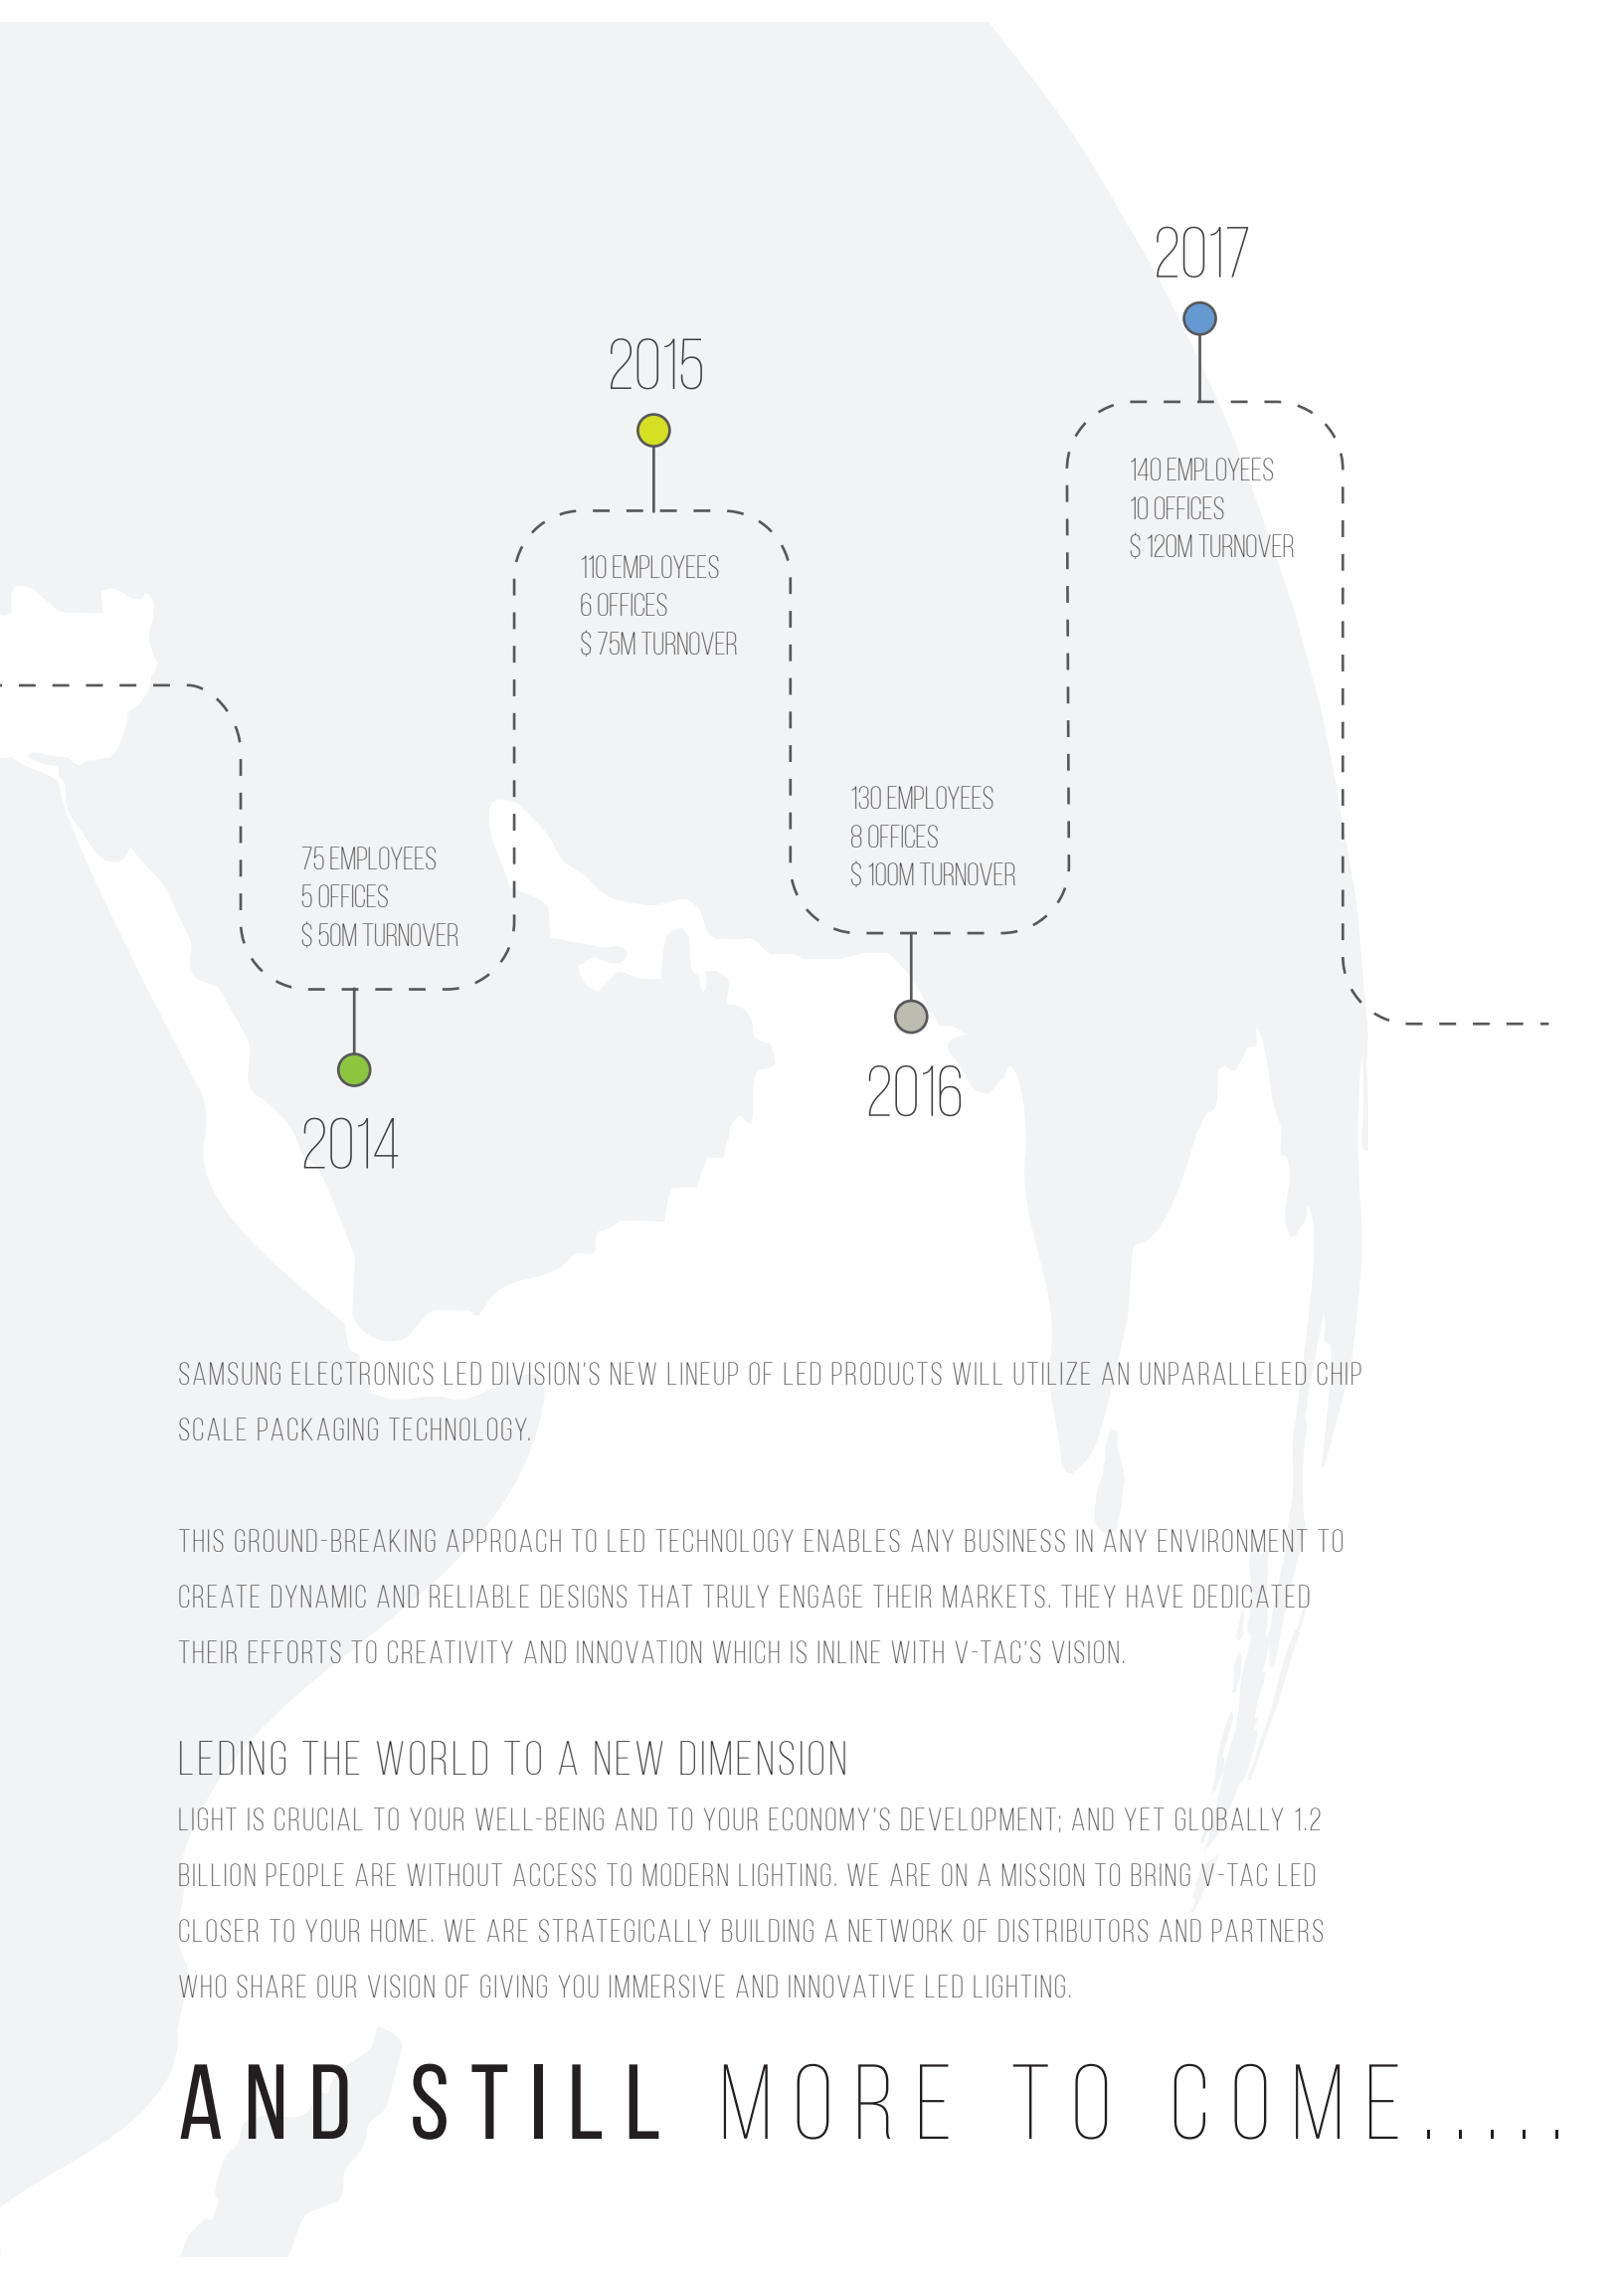 2017
2015
140 EMPLOYEES
10 OFFICES
$ 120M TURNOVER
110 EMPLOYEES
6 OFFICES
$ 75M TURNOVER
130 EMPLOYEES
8 OFFICES
$ 100M TURNOVER
75 EMPLOYEES
5 OFFICES
$ 50M TURNOVER
2016
2014
SAMSUNG ELECTRONICS LED DIVISION'S NEW LINEUP OF LED PRODUCTS WILL UTILIZE AN UNPARALLELED CHIP
SCALE PACKAGING TECHNOLOGY.
THIS GROUND-BREAKING APPROACH TO LED TECHNOLOGY ENABLES ANY BUSINESS IN ANY ENVIRONMENT TO
CREATE DYNAMIC AND RELIABLE DESIGNS THAT TRULY ENGAGE THEIR MARKETS. THEY HAVE DEDICATED
THEIR EFFORTS TO CREATIVITY AND INNOVATION WHICH IS INLINE WITH V-TAC'S VISION.
LEDING THE WORLD TO A NEW DIMENSION
LIGHT IS CRUCIAL TO YOUR WELL-BEING AND TO YOUR ECONOMY'S DEVELOPMENT; AND YET GLOBALLY 1.2
BILLION PEOPLE ARE WITHOUT ACCESS TO MODERN LIGHTING. WE ARE ON A MISSION TO BRING V-TAC LED
CLOSER TO YOUR HOME. WE ARE STRATEGICALLY BUILDING A NETWORK OF DISTRIBUTORS AND PARTNERS
WHO SHARE OUR VISION OF GIVING YOU IMMERSIVE AND INNOVATIVE LED LIGHTING.
AND STILL MORE TO COME.....